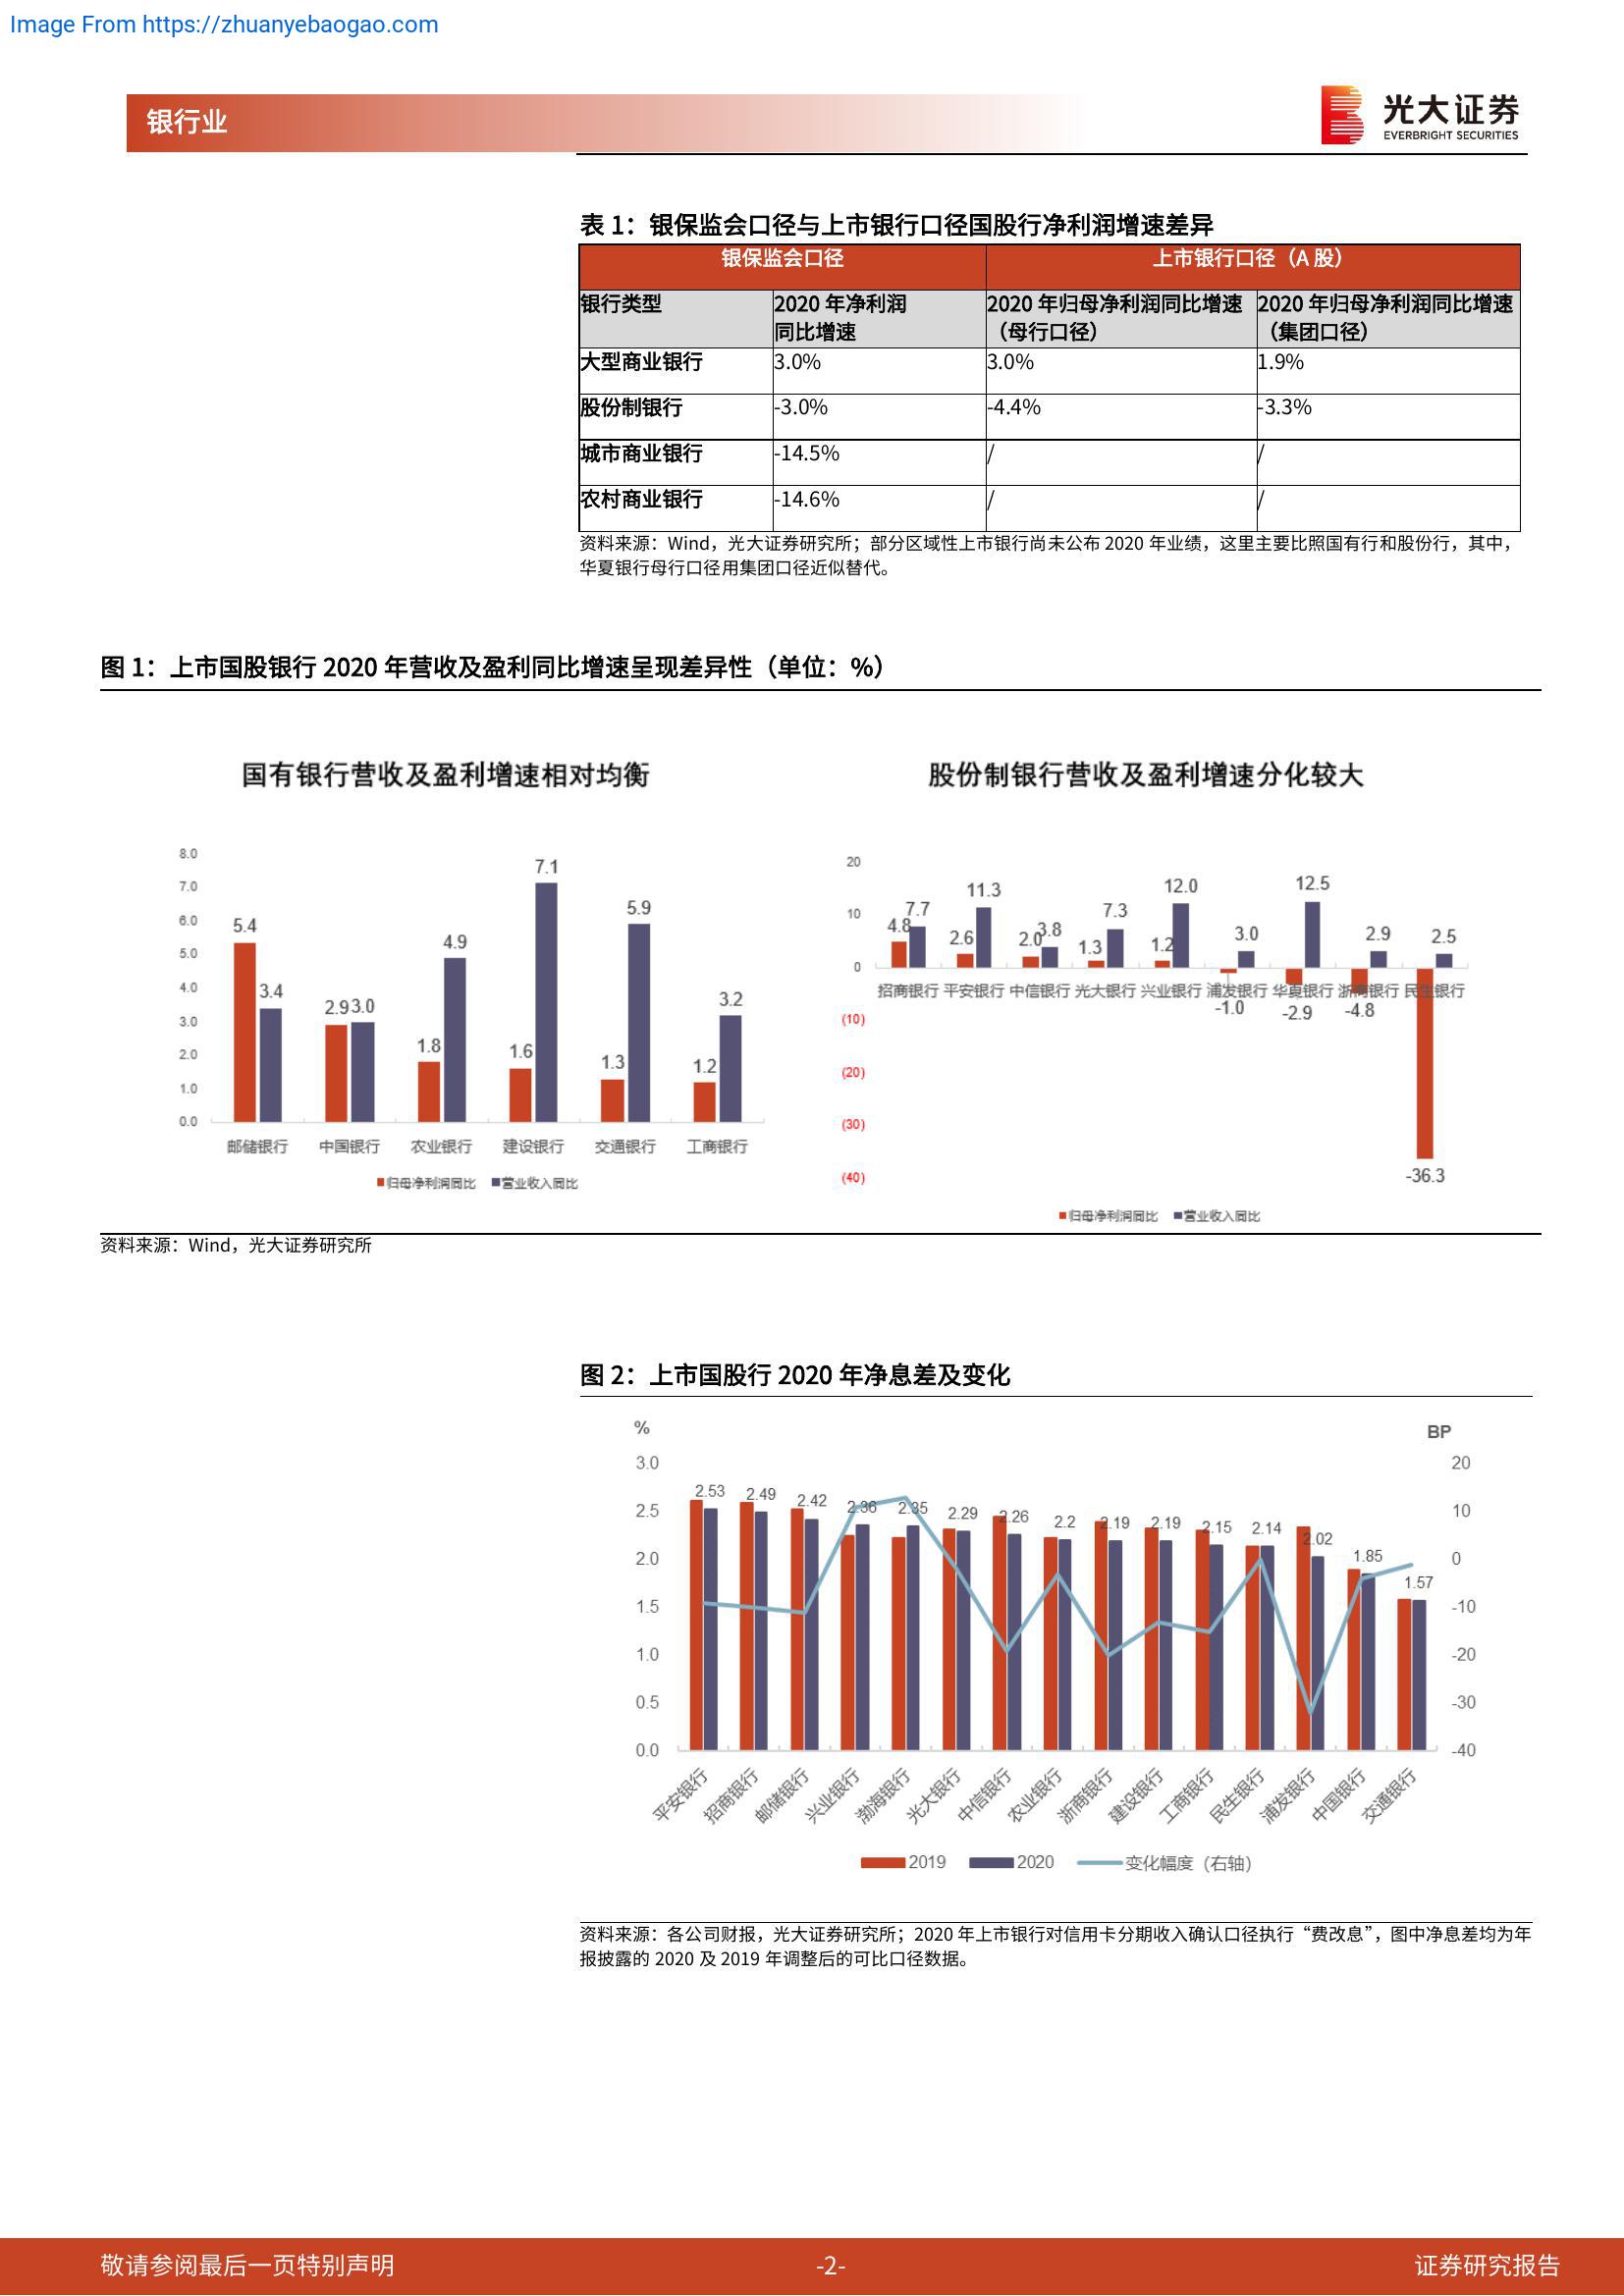 Image From https://zhuanyebaogao.com
银行业
光大证券
EVERBRIGHT SECURITIES
表 1：银保监会口径与上市银行口径国股行净利润增速差异
银保监会口径 上市银行口径（A 股）
银行类型 2020 年净利润 2020 年归母净利润同比增速 2020 年归母净利润同比增速
同比增速 （母行口径） （集团口径）
大型商业银行 3.0% 3.0% 1.9%
股份制银行 -3.0% -4.4% -3.3%
城市商业银行 -14.5% / /
农村商业银行 -14.6% / /
资料来源：Wind，光大证券研究所；部分区域性上市银行尚未公布 2020 年业绩，这里主要比照国有行和股份行，其中，
华夏银行母行口径用集团口径近似替代。
图 1：上市国股银行 2020 年营收及盈利同比增速呈现差异性（单位：%）
国有银行营收及盈利增速相对均衡
8.0
7.0
6.0
5.0
4.0
3.0
2.0
1.0
0.0
5.4 3.4 2.9 3.0 1.8 4.9 1.6 7.1 1.3 5.9 1.2 3.2
邮储银行 中国银行 农业银行 建设银行 交通银行 工商银行
归母净利润同比 营业收入同比
股份制银行营收及盈利增速分化较大
20
10
0
(10)
(20)
(30)
(40)
4.8 7.7 2.6 11.3 2.0 3.8 1.3 7.3 1.2 12.0 3.0 12.5 2.9 2.5
招商银行 平安银行 中信银行 光大银行 兴业银行 浦发银行 华夏银行 浙商银行 民生银行
-1.0 -2.9 -4.8
-36.3
归母净利润同比 营业收入同比
资料来源：Wind，光大证券研究所
图 2：上市国股行 2020 年净息差及变化
% BP
3.0
2.5
2.0
1.5
1.0
0.5
0.0
2.53 2.49 2.42 2.36 2.35 2.29 2.26 2.2 2.19 2.19 2.15 2.14 2.02 1.85 1.57
20
10
0
-10
-20
-30
-40
平安银行 招商银行 邮储银行 兴业银行 渤海银行 光大银行 中信银行 农业银行 浙商银行 建设银行 工商银行 民生银行 浦发银行 中国银行 交通银行
2019 2020 变化幅度（右轴）
资料来源：各公司财报，光大证券研究所；2020 年上市银行对信用卡分期收入确认口径执行“费改息”，图中净息差均为年
报披露的 2020 及 2019 年调整后的可比口径数据。
敬请参阅最后一页特别声明 -2- 证券研究报告